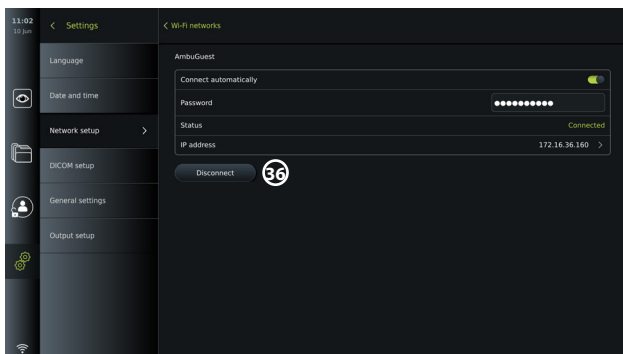 11:02
10 Jun
Settings
Wi-Fi networks
Language
Date and time
Network setup
DICOM setup
General settings
Output setup
AmbuGuest
Connect automatically
Password ●●●●●●●●●●
Status Connected
IP address 172.16.36.160
Disconnect 36